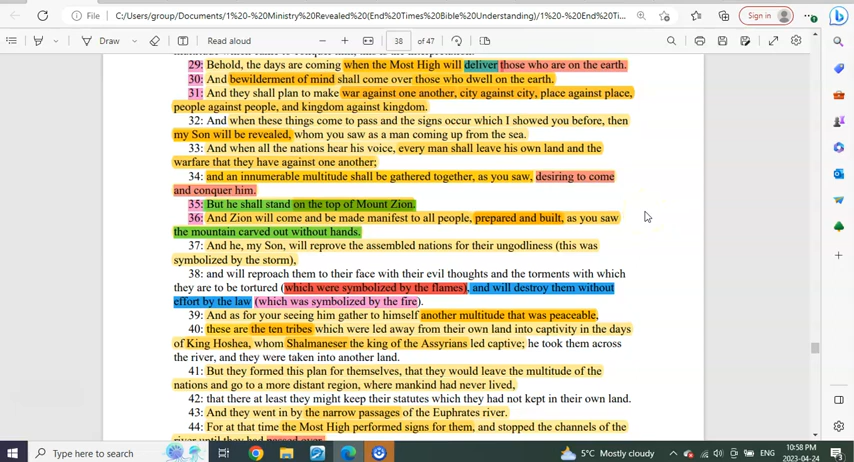 File
C:/Users/group/Documents/1%20-%20Ministry%20Revealed(End%20Times%20Bible%20Understanding)/1%20-%20End%20Time...
Sign in
Draw
Read aloud
38 of 47
29: Behold, the days are coming when the Most High will deliver those who are on the earth.
30: And bewilderment of mind shall come over those who dwell on the earth.
31: And they shall plan to make war against one another, city against city, place against place,
people against people, and kingdom against kingdom.
32: And when these things come to pass and the signs occur which I showed you before, then
my Son will be revealed, whom you saw as a man coming up from the sea.
33: And when all the nations hear his voice, every man shall leave his own land and the
warfare that they have against one another;
34: and an innumerable multitude shall be gathered together, as you saw, desiring to come
and conquer him.
35: But he shall stand on the top of Mount Zion.
36: And Zion will come and be made manifest to all people, prepared and built, as you saw
the mountain carved out without hands.
37: And he, my Son, will reprove the assembled nations for their ungodliness (this was
symbolized by the storm),
38: and will reproach them to their face with their evil thoughts and the torments with which
they are to be tortured (which were symbolized by the flames), and will destroy them without
effort by the law (which was symbolized by the fire).
39: And as for your seeing him gather to himself another multitude that was peaceable,
40: these are the ten tribes which were led away from their own land into captivity in the days
of King Hoshea, whom Shalmaneser the king of the Assyrians led captive; he took them across
the river, and they were taken into another land.
41: But they formed this plan for themselves, that they would leave the multitude of the
nations and go to a more distant region, where mankind had never lived,
42: that there at least they might keep their statutes which they had not kept in their own land.
43: And they went in by the narrow passages of the Euphrates river.
44: For at that time the Most High performed signs for them, and stopped the channels of the
river until they had passed over.
Type here to search
5°C Mostly cloudy
ENG
10:58 PM
2023-04-24